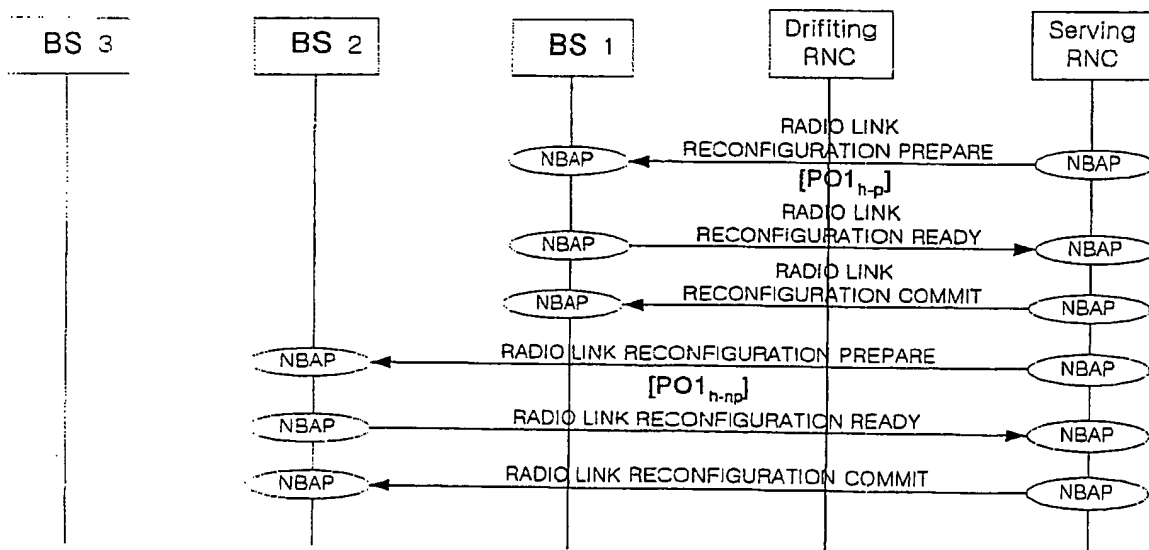 BS 3
BS 2
BS 1
Drifiting
RNC
Serving
RNC
RADIO LINK
RECONFIGURATION PREPARE
NBAP
NBAP
[PO1h-p]
RADIO LINK
RECONFIGURATION READY
NBAP
NBAP
RADIO LINK
RECONFIGURATION COMMIT
NBAP
NBAP
NBAP
RADIO LINK RECONFIGURATION PREPARE
NBAP
[PO1h-np]
NBAP
RADIO LINK RECONFIGURATION READY
NBAP
NBAP
RADIO LINK RECONFIGURATION COMMIT
NBAP